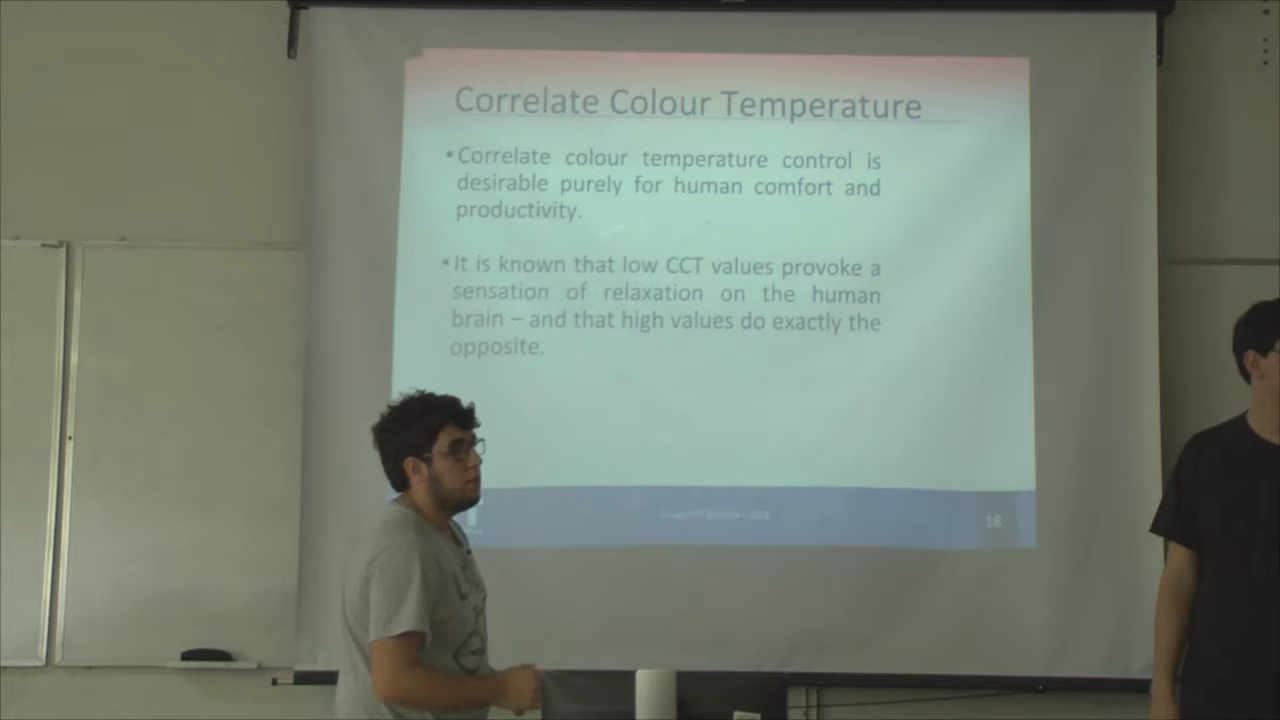 Correlate Colour Temperature
•Correlate colour temperature control is
desirable purely for human comfort and
productivity.
•It is known that low CCT values provoke a
sensation of relaxation on the human
brain – and that high values do exactly the
opposite.
18